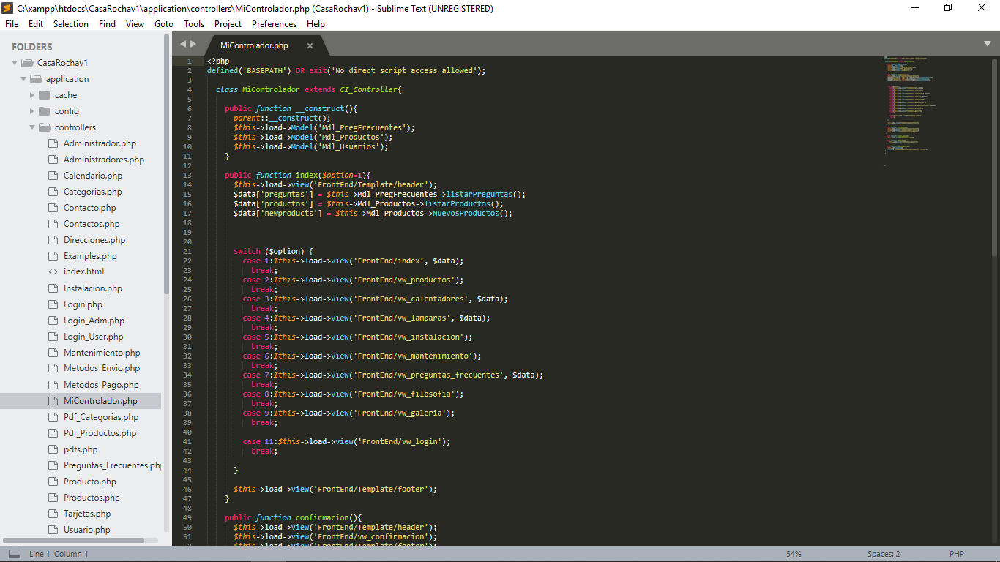 C:\xampp\htdocs\CasaRochav1\application\controllers\MiControlador.php (CasaRochav1) - Sublime Text (UNREGISTERED)
File Edit Selection Find View Goto Tools Project Preferences Help
FOLDERS
CasaRochav1
application
cache
config
controllers
Administrador.php
Administradores.php
Calendario.php
Categorias.php
Contacto.php
Contactos.php
Direcciones.php
Examples.php
index.html
Instalacion.php
Login.php
Login_Adm.php
Login_User.php
Mantenimiento.php
Metodos_Envio.php
Metodos_Pago.php
MiControlador.php
Pdf_Categorias.php
Pdf_Productos.php
pdfs.php
Preguntas_Frecuentes.php
Producto.php
Productos.php
Tarjetas.php
Usuario.php
MiControlador.php
1 <?php
2 defined('BASEPATH') OR exit('No direct script access allowed');
3
4 class MiControlador extends CI_Controller{
5
6 public function __construct(){
7 parent::__construct();
8 $this->load->Model('Mdl_PregFrecuentes');
9 $this->load->Model('Mdl_Productos');
10 $this->load->Model('Mdl_Usuarios');
11 }
12
13 public function index($option=1){
14 $this->load->view('FrontEnd/Template/header');
15 $data['preguntas'] = $this->Mdl_PregFrecuentes->listarPreguntas();
16 $data['productos'] = $this->Mdl_Productos->listarProductos();
17 $data['newproducts'] = $this->Mdl_Productos->NuevosProductos();
18
19
20
21 switch ($option) {
22 case 1:$this->load->view('FrontEnd/index', $data);
23 break;
24 case 2:$this->load->view('FrontEnd/vw_productos');
25 break;
26 case 3:$this->load->view('FrontEnd/vw_calentadores', $data);
27 break;
28 case 4:$this->load->view('FrontEnd/vw_lamparas', $data);
29 break;
30 case 5:$this->load->view('FrontEnd/vw_instalacion');
31 break;
32 case 6:$this->load->view('FrontEnd/vw_mantenimiento');
33 break;
34 case 7:$this->load->view('FrontEnd/vw_preguntas_frecuentes', $data);
35 break;
36 case 8:$this->load->view('FrontEnd/vw_filosofia');
37 break;
38 case 9:$this->load->view('FrontEnd/vw_galeria');
39 break;
40
41 case 11:$this->load->view('FrontEnd/vw_login');
42 break;
43
44 }
45
46 $this->load->view('FrontEnd/Template/footer');
47 }
48
49 public function confirmacion(){
50 $this->load->view('FrontEnd/Template/header');
51 $this->load->view('FrontEnd/vw_confirmacion');
52 $this->load->view('FrontEnd/Template/footer');
Line 1, Column 1 54% Spaces: 2 PHP